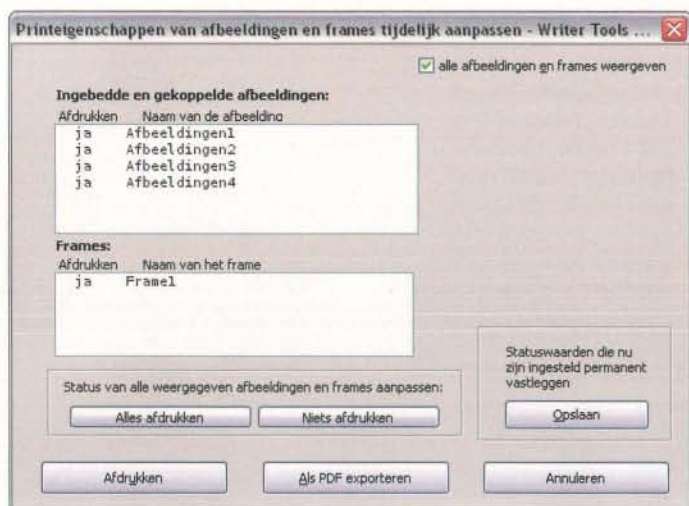 Printeigenschappen van afbeeldingen en frames tijdelijk aanpassen - Writer Tools ...
alle afbeeldingen en frames weergeven
Ingebedde en gekoppelde afbeeldingen:
Afdrukken Naam van de afbeelding
ja Afbeeldingen1
ja Afbeeldingen2
ja Afbeeldingen3
ja Afbeeldingen4
Frames:
Afdrukken Naam van het frame
ja Frame1
Statuswaarden die nu
zijn ingesteld permanent
vastleggen
Opslaan
Status van alle weergegeven afbeeldingen en frames aanpassen:
Alles afdrukken Niets afdrukken
Afdrukken Als PDF exporteren Annuleren